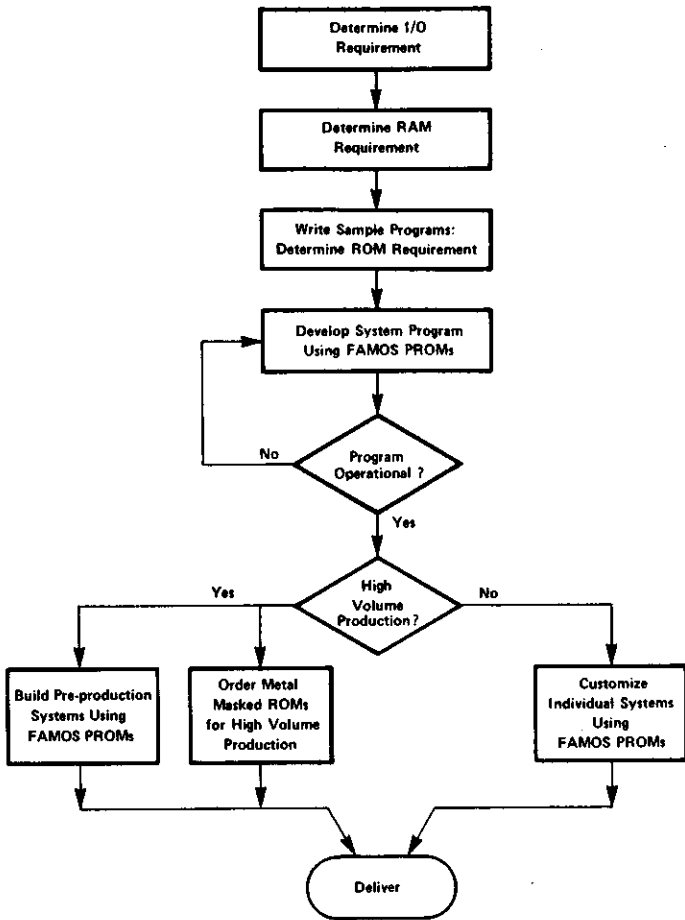 Determine I/O
Requirement
Determine RAM
Requirement
Write Sample Programs:
Determine ROM Requirement
Develop System Program
Using FAMOS PROMs
No
Program
Operational ?
Yes
Yes
High
Volume
Production?
No
Build Pre-production
Systems Using
FAMOS PROMs
Order Metal
Masked ROMs
for High Volume
Production
Customize
Individual Systems
Using
FAMOS PROMs
Deliver